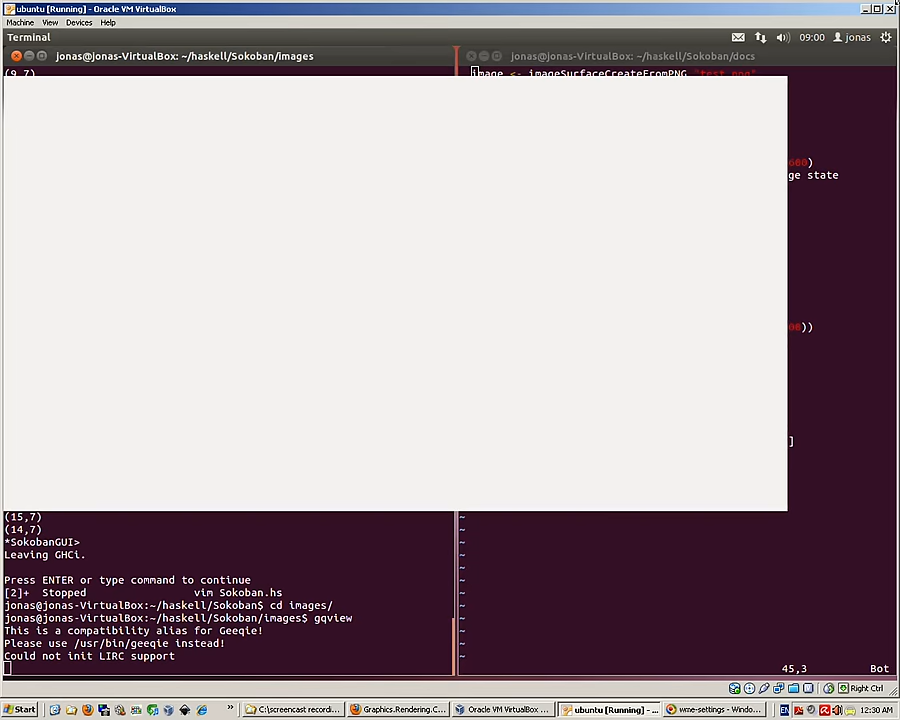 ubuntu [Running] - Oracle VM VirtualBox
Machine View Devices Help
Terminal
09:00 jonas
jonas@jonas-VirtualBox: ~/haskell/Sokoban/images
jonas@jonas-VirtualBox: ~/haskell/Sokoban/docs
(9,7)
image <- imageSurfaceCreateFromPNG "test.png"
600)
ge state
00))
]
(15,7)
(14,7)
*SokobanGUI>
Leaving GHCi.
Press ENTER or type command to continue
[2]+ Stopped vim Sokoban.hs
jonas@jonas-VirtualBox:~/haskell/Sokoban$ cd images/
jonas@jonas-VirtualBox:~/haskell/Sokoban/images$ gqview
This is a compatibility alias for Geeqie!
Please use /usr/bin/geeqie instead!
Could not init LIRC support
~
~
~
~
~
~
~
~
~
~
~
~
45,3 Bot
Right Ctrl
Start
C:\screencast recordi...
Graphics.Rendering.C...
Oracle VM VirtualBox ...
ubuntu [Running] - ...
wme-settings - Windo...
EN
12:30 AM